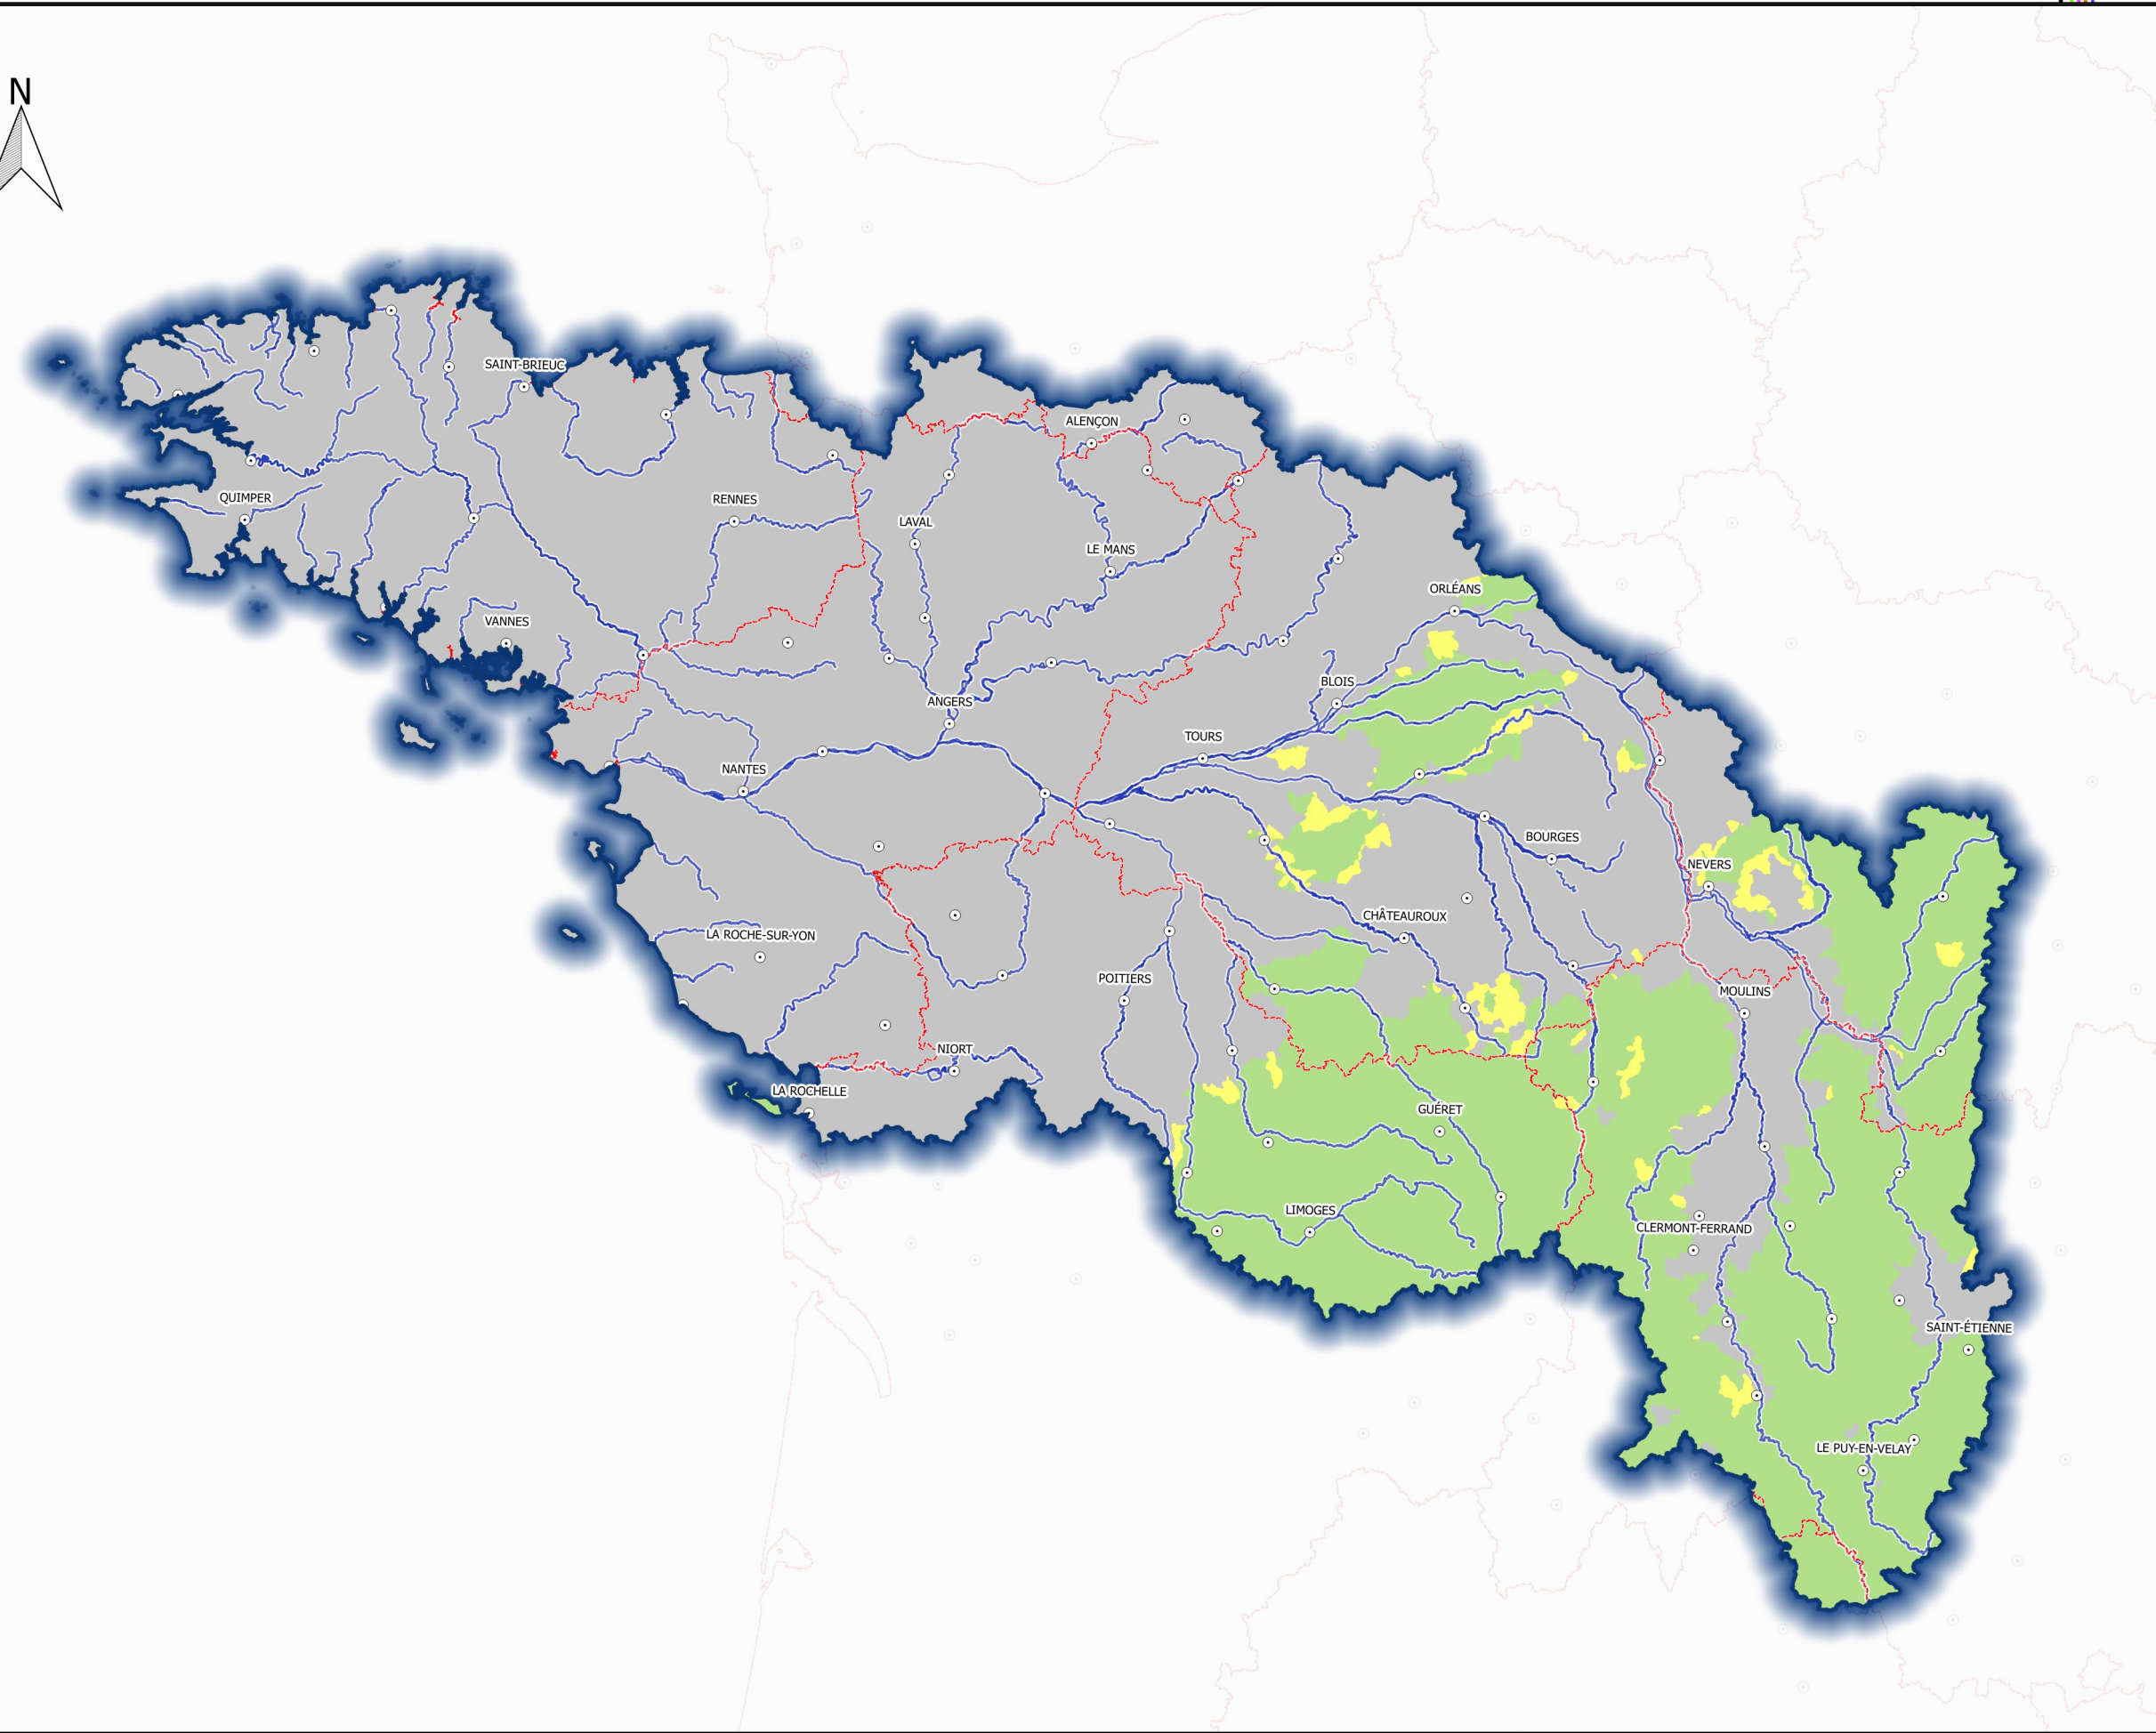 N
SAINT-BRIEUC
ALENÇON
QUIMPER
RENNES
LAVAL
LE MANS
ORLÉANS
VANNES
BLOIS
ANGERS
TOURS
NANTES
BOURGES
NEVERS
CHÂTEAUROUX
LA ROCHE-SUR-YON
POITIERS
MOULINS
NIORT
LA ROCHELLE
GUÉRET
LIMOGES
CLERMONT-FERRAND
SAINT-ÉTIENNE
LE PUY-EN-VELAY